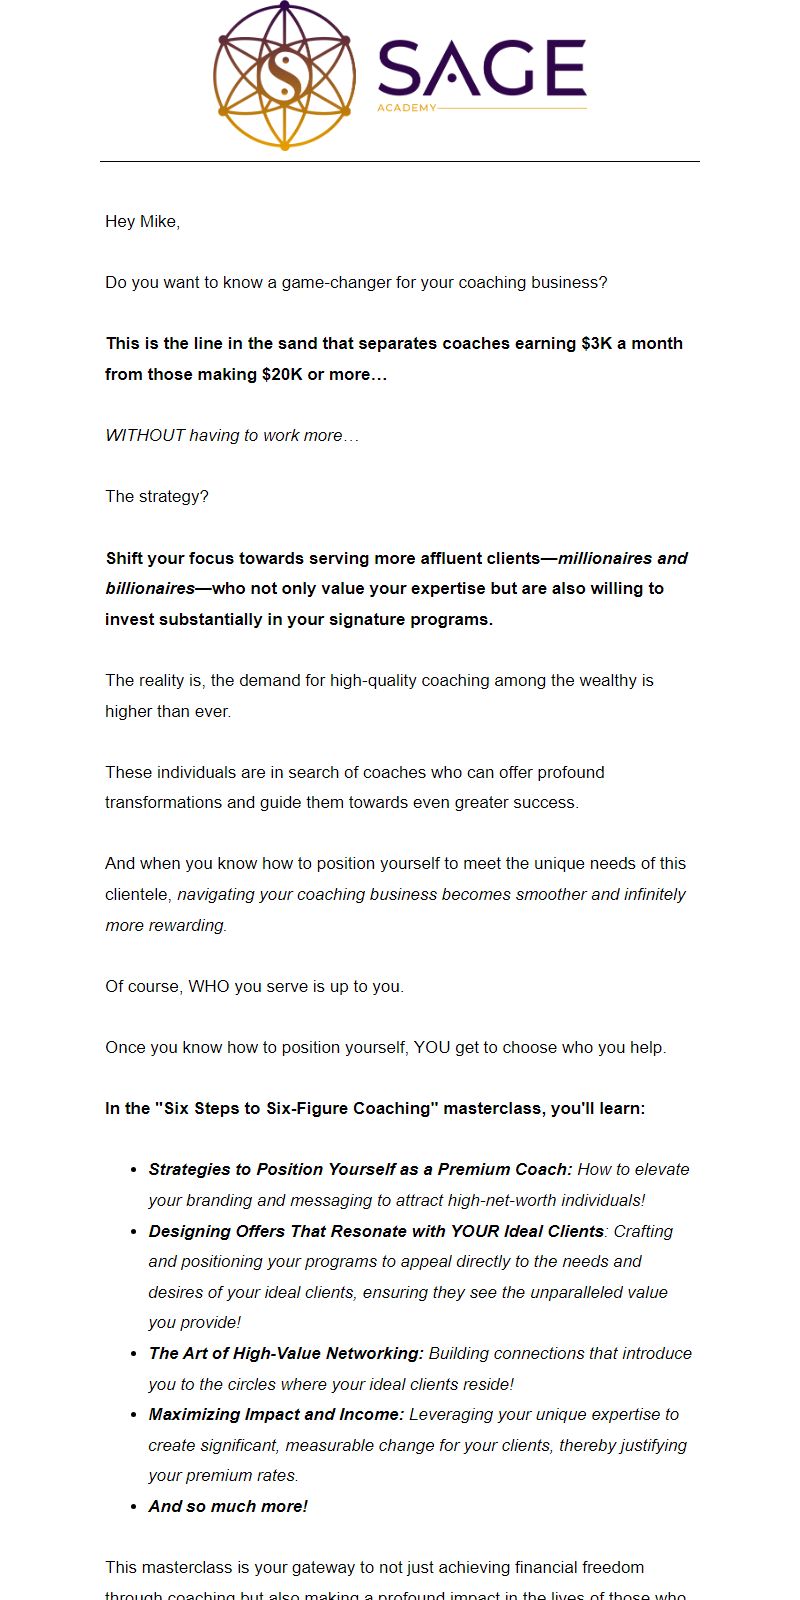 SAGE
ACADEMY
Hey Mike,
Do you want to know a game-changer for your coaching business?
This is the line in the sand that separates coaches earning $3K a month
from those making $20K or more…
WITHOUT having to work more…
The strategy?
Shift your focus towards serving more affluent clients—millionaires and
billionaires—who not only value your expertise but are also willing to
invest substantially in your signature programs.
The reality is, the demand for high-quality coaching among the wealthy is
higher than ever.
These individuals are in search of coaches who can offer profound
transformations and guide them towards even greater success.
And when you know how to position yourself to meet the unique needs of this
clientele, navigating your coaching business becomes smoother and infinitely
more rewarding.
Of course, WHO you serve is up to you.
Once you know how to position yourself, YOU get to choose who you help.
In the "Six Steps to Six-Figure Coaching" masterclass, you'll learn:
• Strategies to Position Yourself as a Premium Coach: How to elevate
your branding and messaging to attract high-net-worth individuals!
• Designing Offers That Resonate with YOUR Ideal Clients: Crafting
and positioning your programs to appeal directly to the needs and
desires of your ideal clients, ensuring they see the unparalleled value
you provide!
• The Art of High-Value Networking: Building connections that introduce
you to the circles where your ideal clients reside!
• Maximizing Impact and Income: Leveraging your unique expertise to
create significant, measurable change for your clients, thereby justifying
your premium rates.
• And so much more!
This masterclass is your gateway to not just achieving financial freedom
through coaching but also making a profound impact in the lives of those who